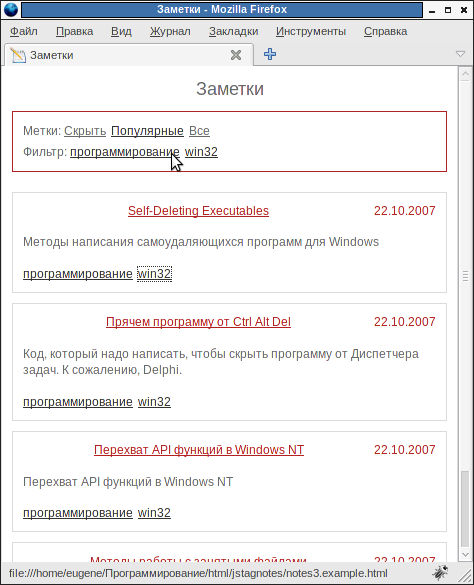 Заметки - Mozilla Firefox
Файл Правка Вид Журнал Закладки Инструменты Справка
Заметки
Заметки
Метки: Скрыть Популярные Все
Фильтр: программирование win32
Self-Deleting Executables 22.10.2007
Методы написания самоудаляющихся программ для Windows
программирование win32
Прячем программу от Ctrl Alt Del 22.10.2007
Код, который надо написать, чтобы скрыть программу от Диспетчера
задач. К сожалению, Delphi.
программирование win32
Перехват API функций в Windows NT 22.10.2007
Перехват API функций в Windows NT
программирование win32
Методы работы с занятыми файлами 22.10.2007
file:///home/eugene/Программирование/html/jstagnotes/notes3.example.html